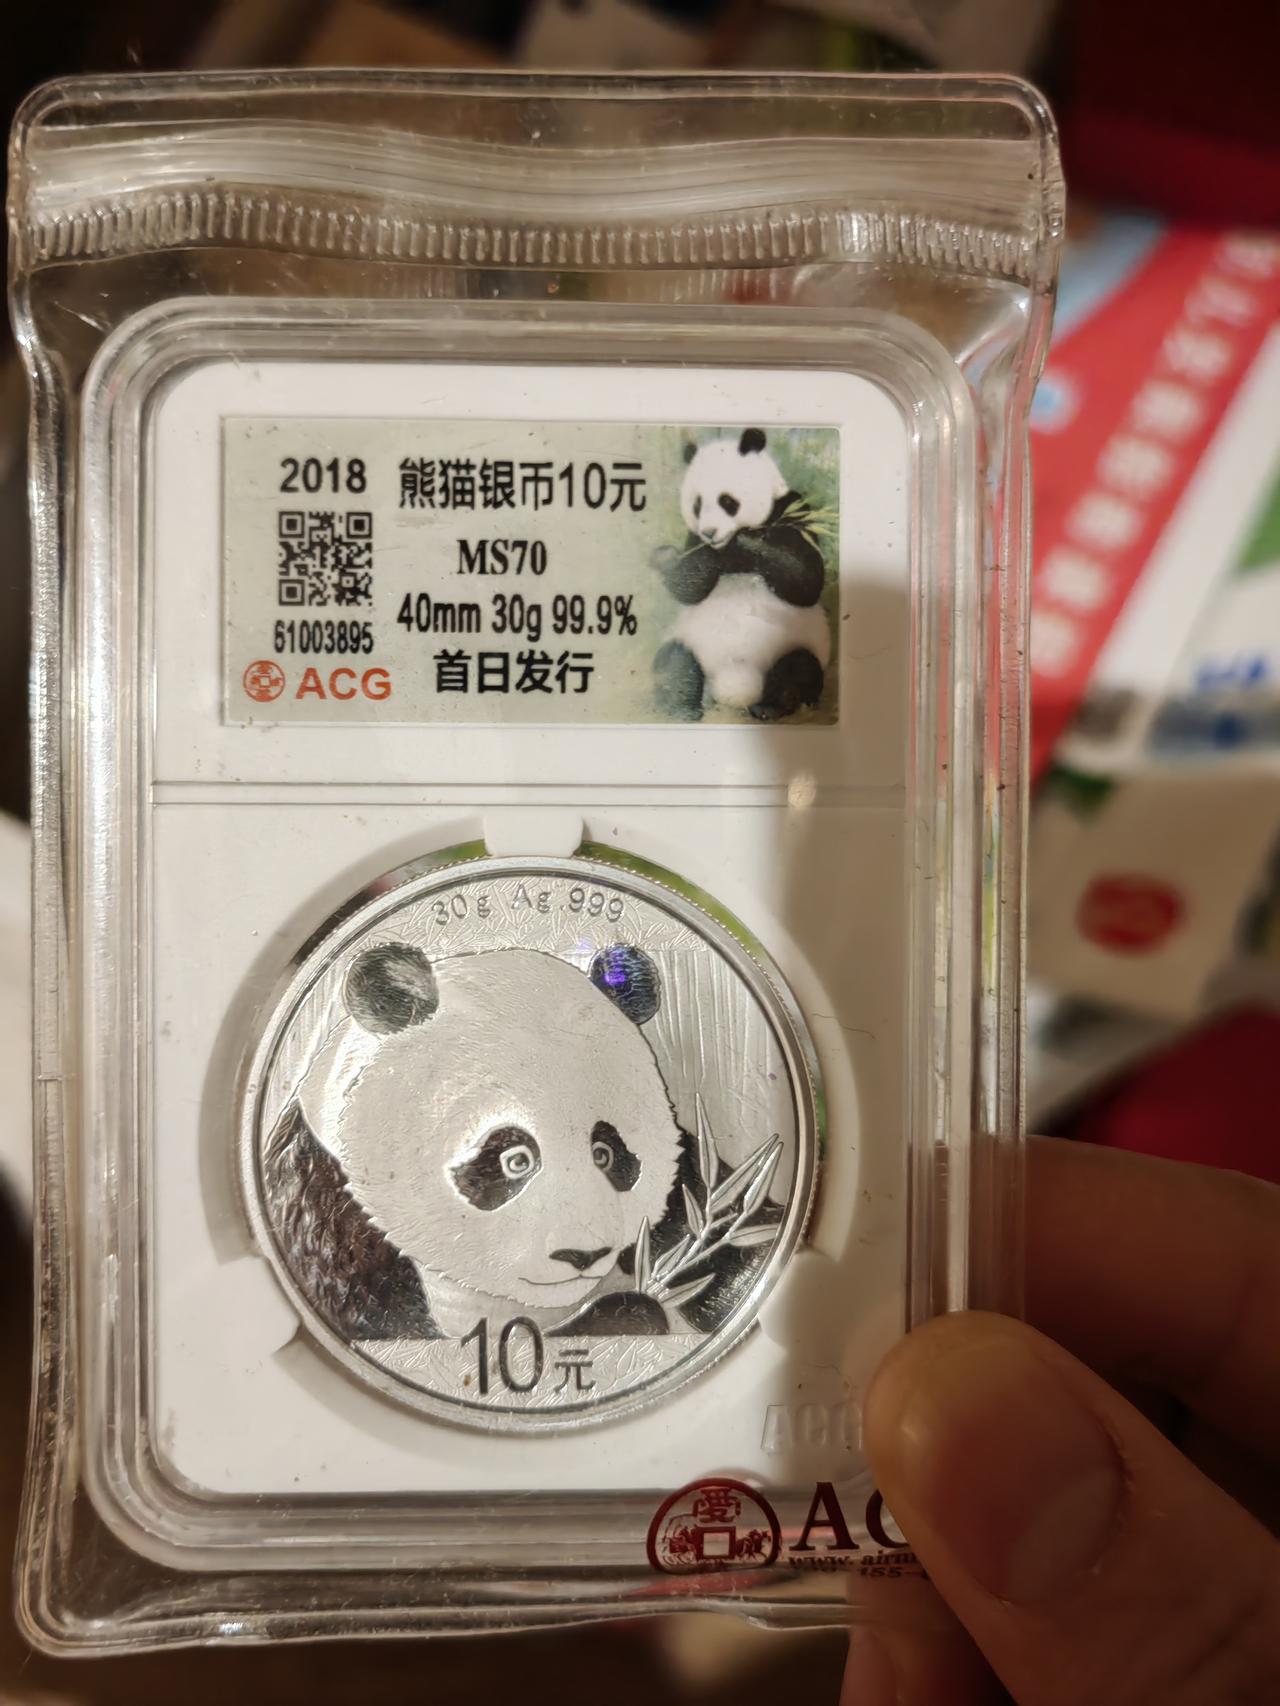 2018 熊猫银币10元
MS70
40mm 30g 99.9%
61003895
ACG 首日发行
30g Ag.999
10元
ACG